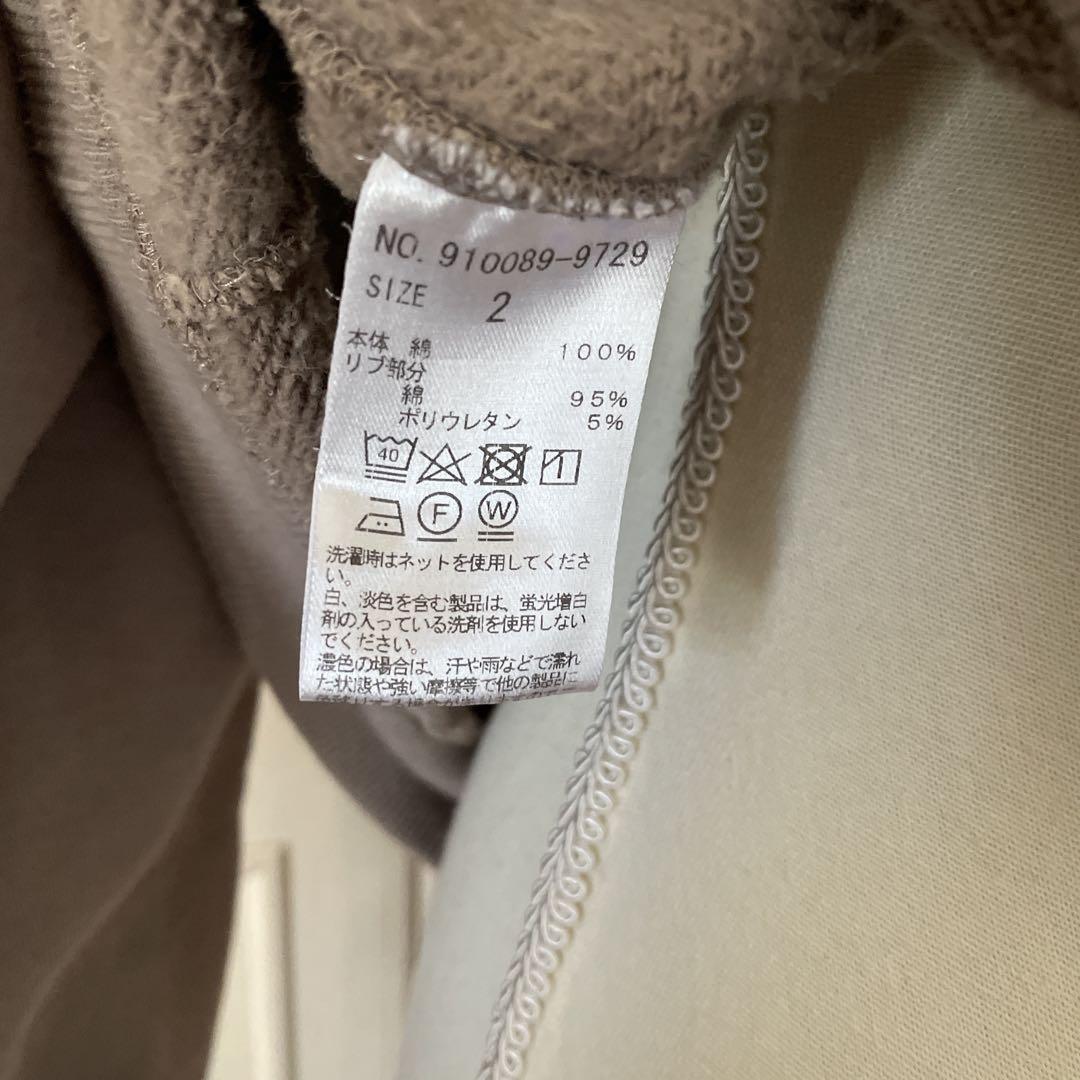 NO. 910089-9729
SIZE 2
本体 綿 100%
リブ部分
綿 95%
ポリウレタン 5%
40
F W
洗濯時はネットを使用してくださ
い。
白、淡色を含む製品は、蛍光増白
剤の入っている洗剤を使用しない
でください。
濃色の場合は、汗や雨などで濡れ
た状態や強い摩擦等で他の製品に